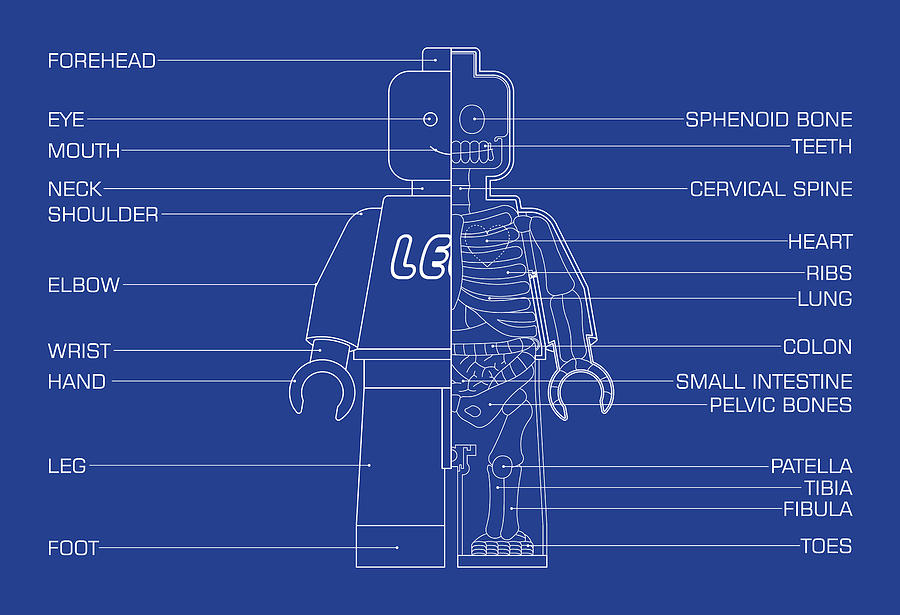 FOREHEAD
EYE
MOUTH
NECK
SHOULDER
ELBOW
WRIST
HAND
LEG
FOOT
LE
SPHENOID BONE
TEETH
CERVICAL SPINE
HEART
RIBS
LUNG
COLON
SMALL INTESTINE
PELVIC BONES
PATELLA
TIBIA
FIBULA
TOES